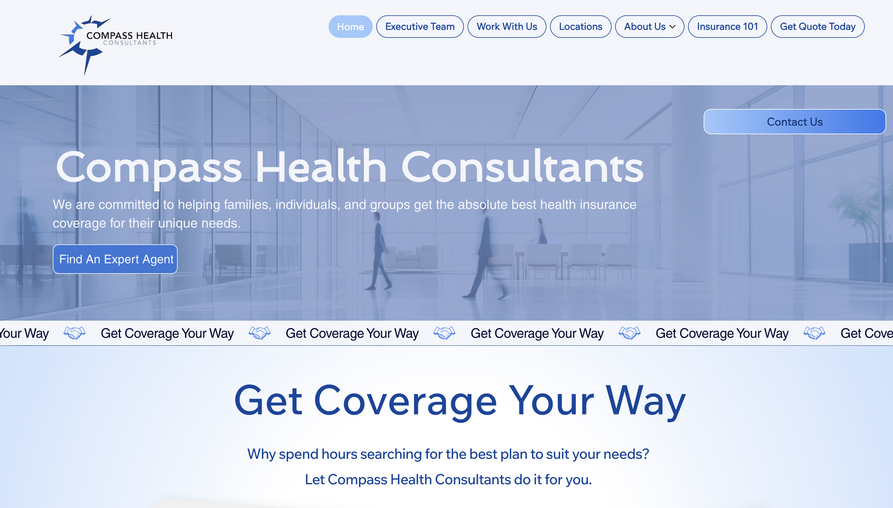 COMPASS HEALTH
CONSULTANTS
Home
Executive Team
Work With Us
Locations
About Us
Insurance 101
Get Quote Today
Contact Us
Compass Health Consultants
We are committed to helping families, individuals, and groups get the absolute best health insurance
coverage for their unique needs.
Find An Expert Agent
Your Way Get Coverage Your Way Get Coverage Your Way Get Coverage Your Way Get Coverage Your Way Get Cove
Get Coverage Your Way
Why spend hours searching for the best plan to suit your needs?
Let Compass Health Consultants do it for you.